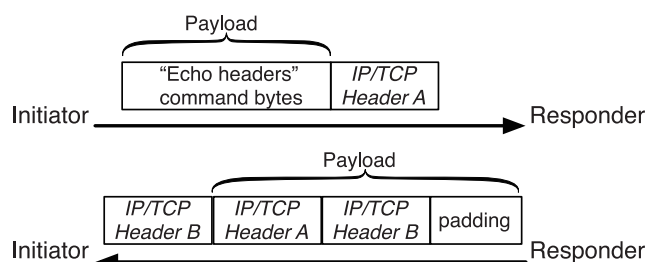 Payload
“Echo headers” IP/TCP
command bytes Header A
Initiator Responder
Payload
IP/TCP IP/TCP IP/TCP padding
Header B Header A Header B
Initiator Responder